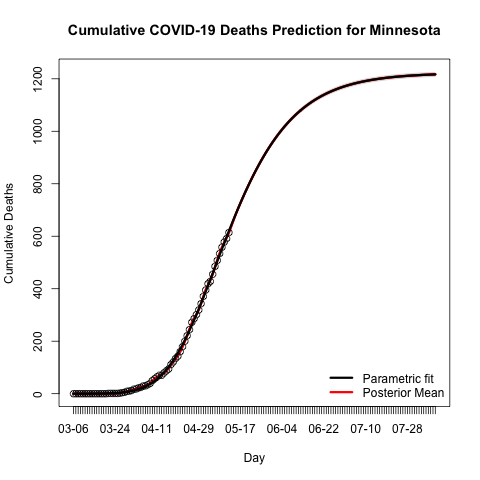 Cumulative COVID-19 Deaths Prediction for Minnesota
Cumulative Deaths
1200
1000
800
600
400
200
0
Parametric fit
Posterior Mean
03-06 03-24 04-11 04-29 05-17 06-04 06-22 07-10 07-28
Day